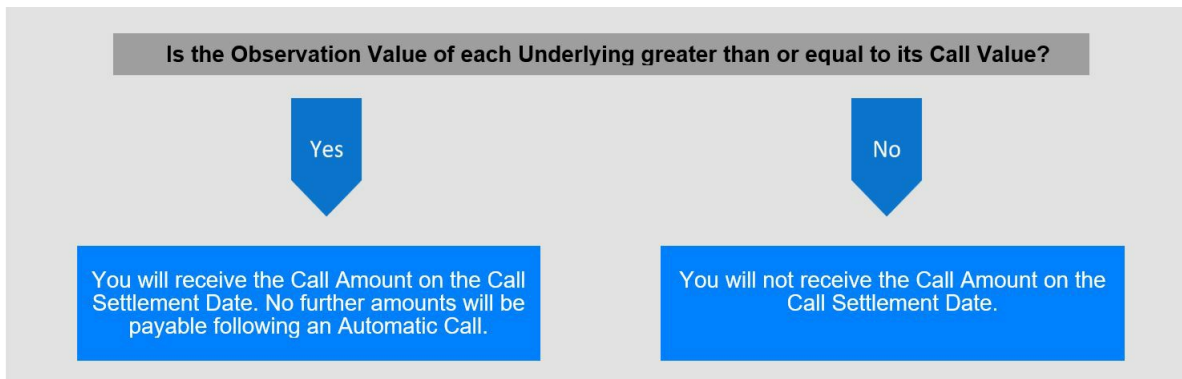 Is the Observation Value of each Underlying greater than or equal to its Call Value?
Yes
No
You will receive the Call Amount on the Call
Settlement Date. No further amounts will be
payable following an Automatic Call.
You will not receive the Call Amount on the
Call Settlement Date.